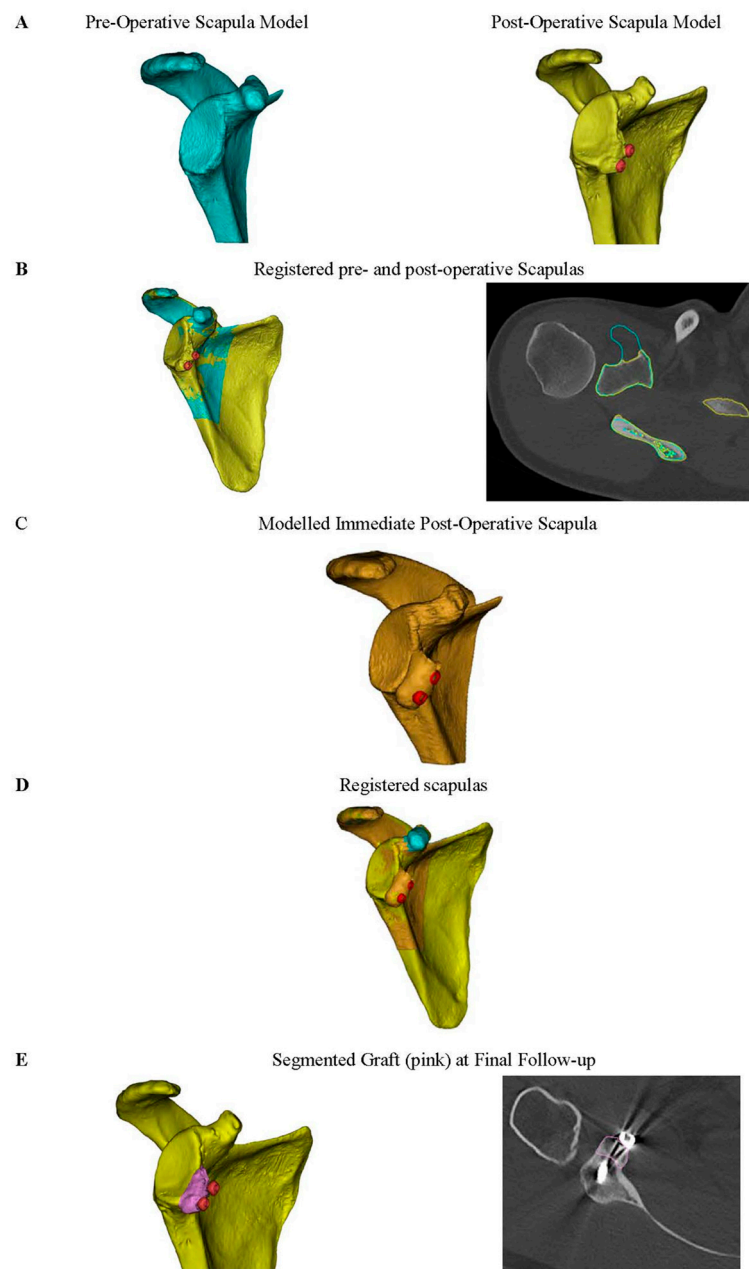 A
Pre-Operative Scapula Model
Post-Operative Scapula Model
B
Registered pre- and post-operative Scapulas
C
Modelled Immediate Post-Operative Scapula
D
Registered scapulas
E
Segmented Graft (pink) at Final Follow-up